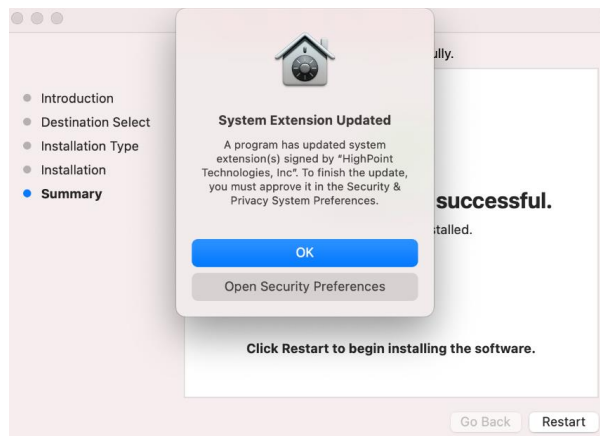 ully.
Introduction
Destination Select
Installation Type
Installation
Summary
System Extension Updated
A program has updated system
extension(s) signed by "HighPoint
Technologies, Inc". To finish the update,
you must approve it in the Security &
Privacy System Preferences.
OK
Open Security Preferences
successful.
stalled.
Click Restart to begin installing the software.
Go Back
Restart